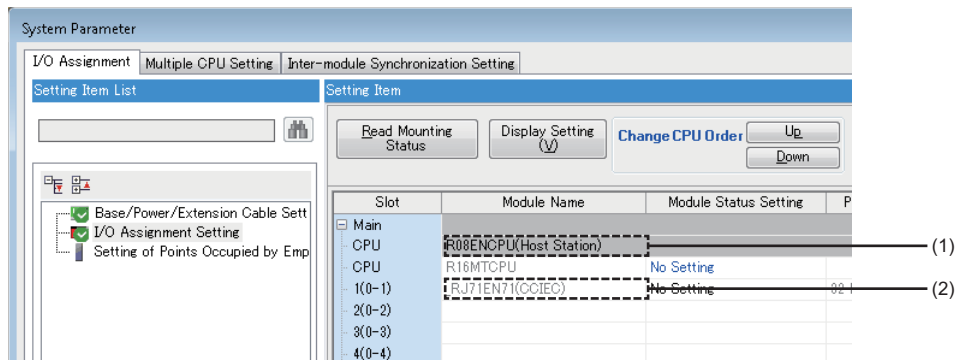 System Parameter
I/O Assignment Multiple CPU Setting Inter-module Synchronization Setting
Setting Item List
Setting Item
Read Mounting Status
Display Setting (V)
Change CPU Order
Up
Down
Base/Power/Extension Cable Sett
I/O Assignment Setting
Setting of Points Occupied by Emp
Slot Module Name Module Status Setting P
Main
CPU R08ENCPU(Host Station) (1)
CPU R16MTCPU No Setting
1(0-1) RJ71EN71(CCIEC) No Setting (2)
2(0-2)
3(0-3)
4(0-4)